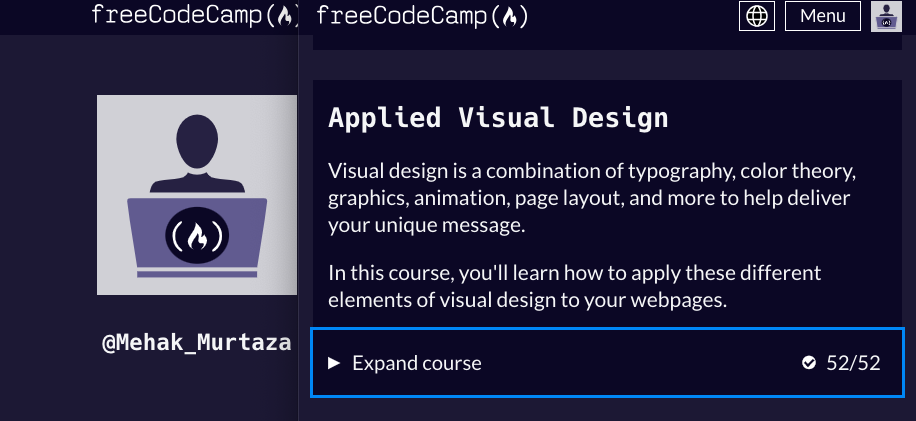 freeCodeCamp(
freeCodeCamp()
Menu
@Mehak_Murtaza
Applied Visual Design
Visual design is a combination of typography, color theory,
graphics, animation, page layout, and more to help deliver
your unique message.
In this course, you'll learn how to apply these different
elements of visual design to your webpages.
Expand course 52/52